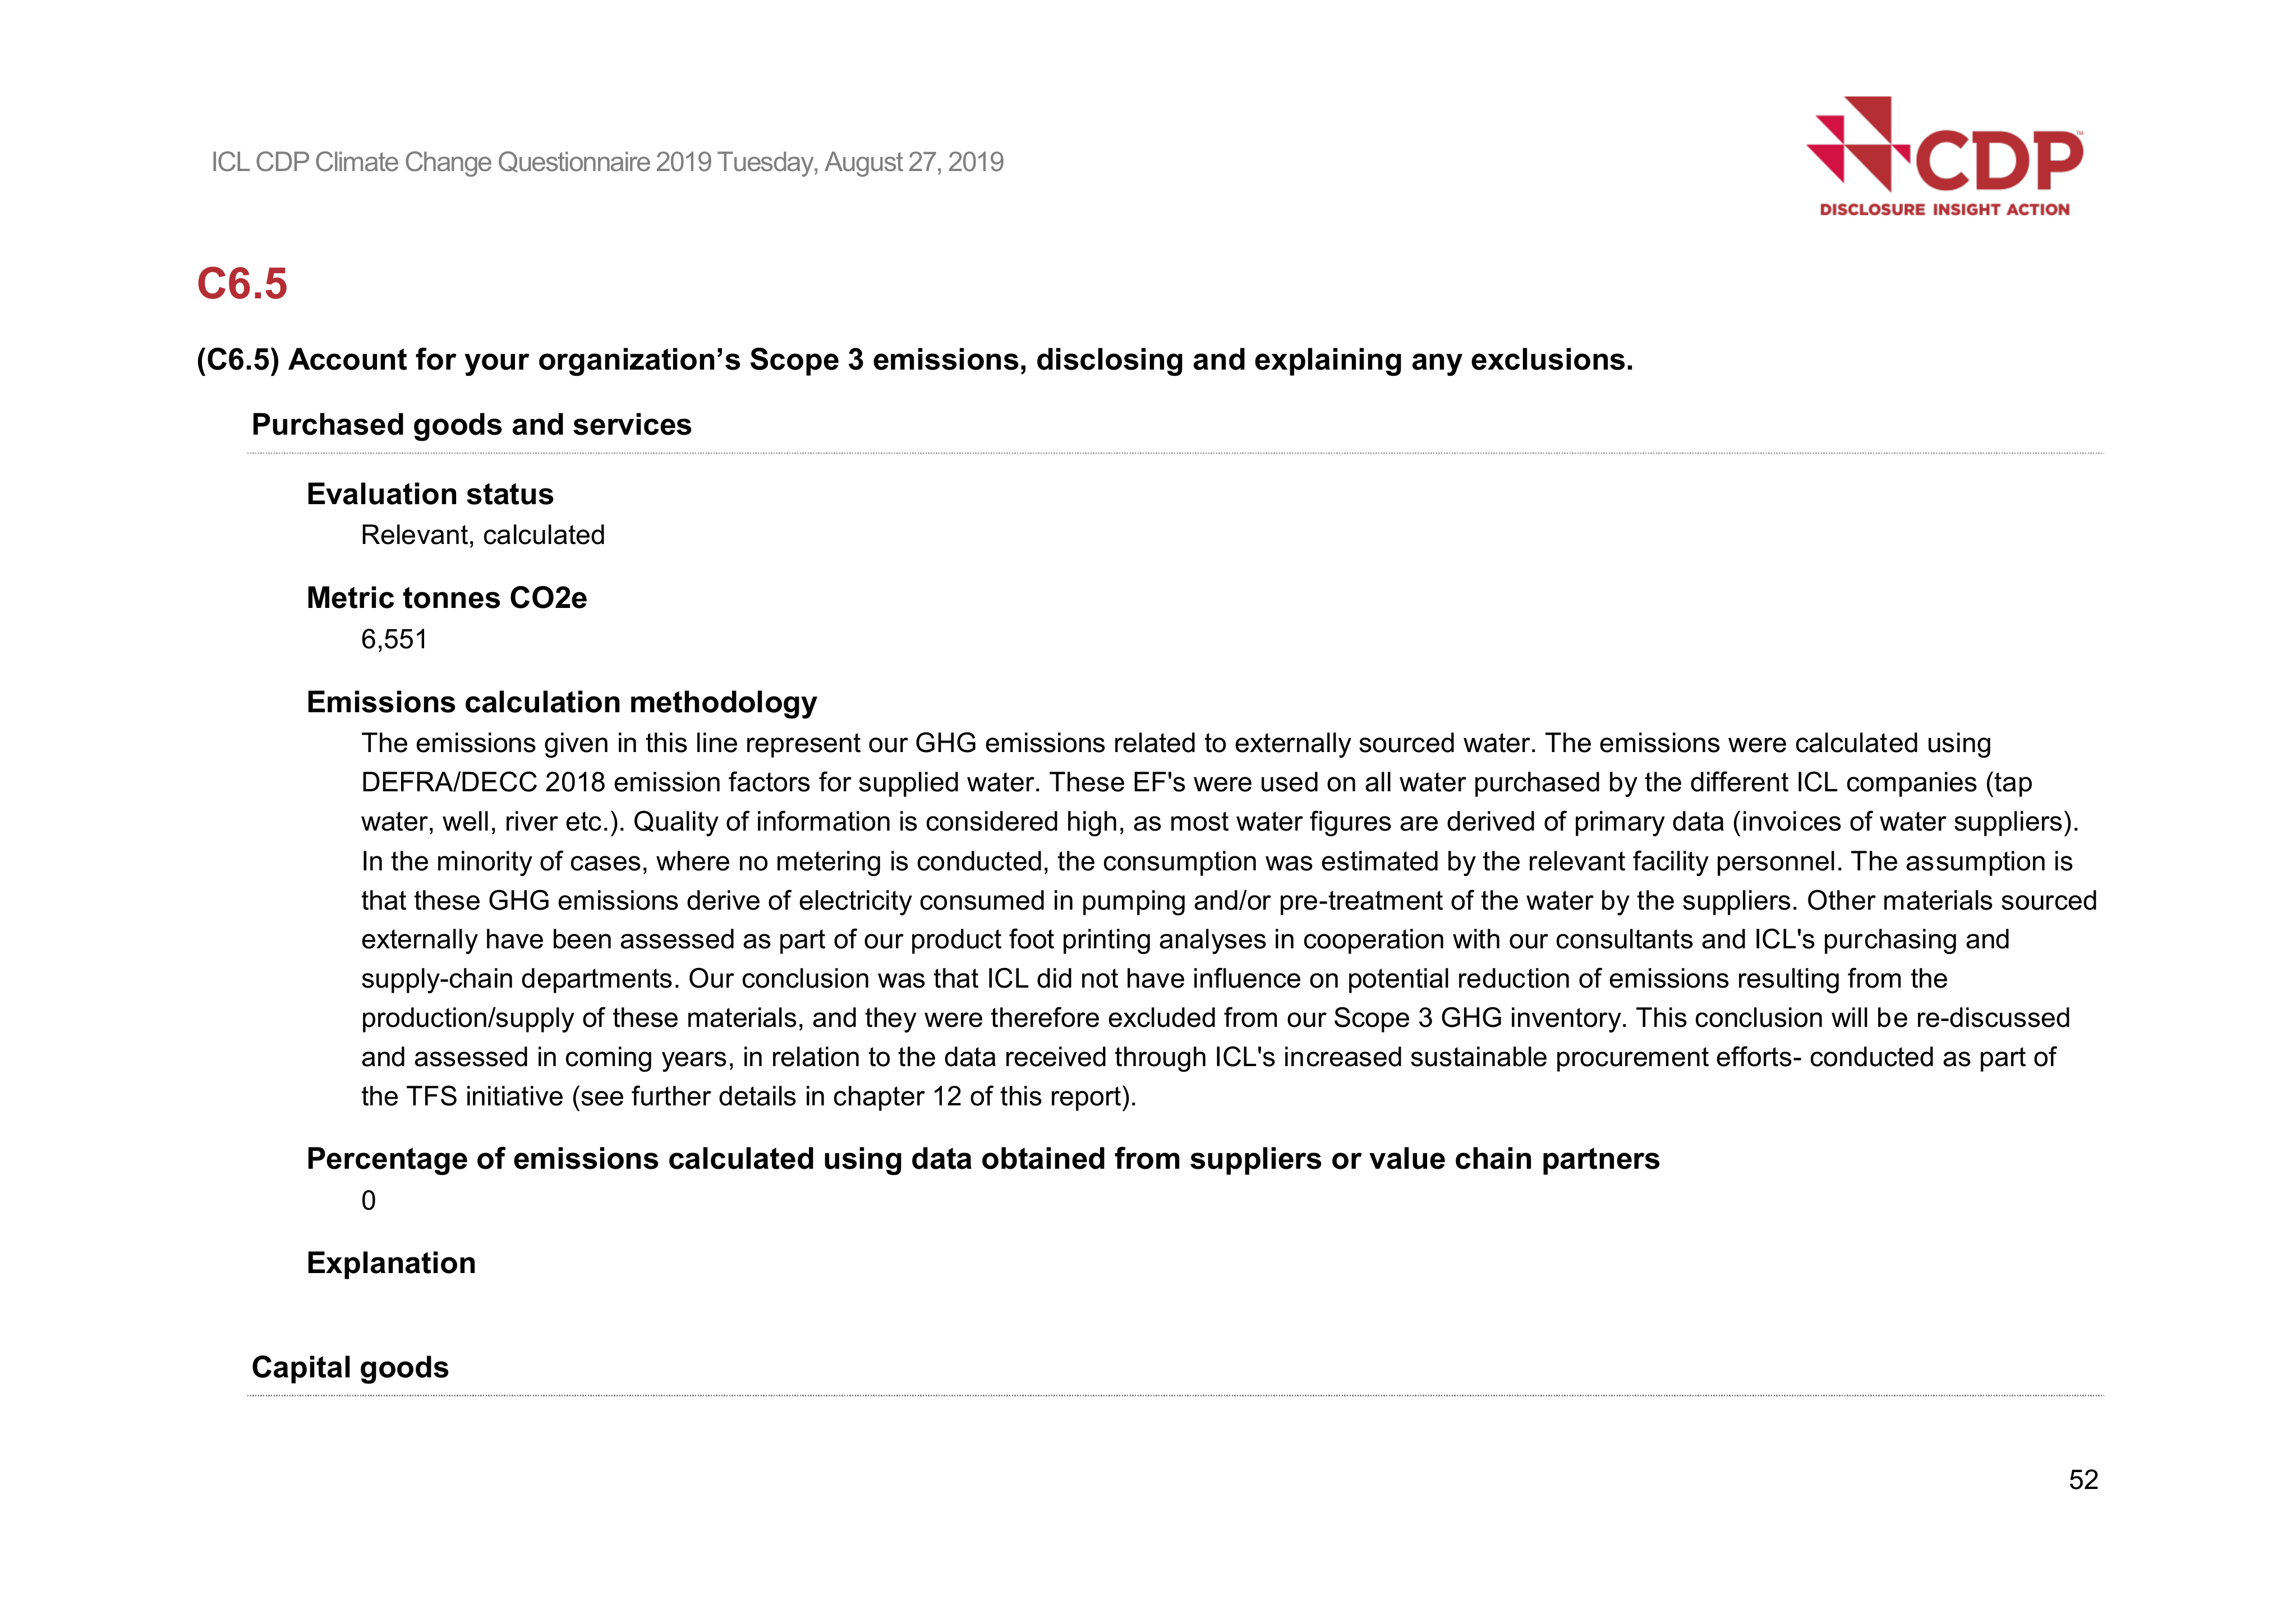 ICL CDP Climate Change Questionnaire 2019 Tuesday, August 27, 2019
CDP™
DISCLOSURE INSIGHT ACTION
C6.5
(C6.5) Account for your organization’s Scope 3 emissions, disclosing and explaining any exclusions.
Purchased goods and services
Evaluation status
Relevant, calculated
Metric tonnes CO2e
6,551
Emissions calculation methodology
The emissions given in this line represent our GHG emissions related to externally sourced water. The emissions were calculated using
DEFRA/DECC 2018 emission factors for supplied water. These EF's were used on all water purchased by the different ICL companies (tap
water, well, river etc.). Quality of information is considered high, as most water figures are derived of primary data (invoices of water suppliers).
In the minority of cases, where no metering is conducted, the consumption was estimated by the relevant facility personnel. The assumption is
that these GHG emissions derive of electricity consumed in pumping and/or pre-treatment of the water by the suppliers. Other materials sourced
externally have been assessed as part of our product foot printing analyses in cooperation with our consultants and ICL's purchasing and
supply-chain departments. Our conclusion was that ICL did not have influence on potential reduction of emissions resulting from the
production/supply of these materials, and they were therefore excluded from our Scope 3 GHG inventory. This conclusion will be re-discussed
and assessed in coming years, in relation to the data received through ICL's increased sustainable procurement efforts- conducted as part of
the TFS initiative (see further details in chapter 12 of this report).
Percentage of emissions calculated using data obtained from suppliers or value chain partners
0
Explanation
Capital goods
52